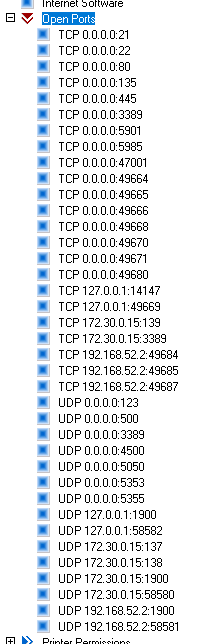 Internet Software
Open Ports
TCP 0.0.0.0:21
TCP 0.0.0.0:22
TCP 0.0.0.0:80
TCP 0.0.0.0:135
TCP 0.0.0.0:445
TCP 0.0.0.0:3389
TCP 0.0.0.0:5901
TCP 0.0.0.0:5985
TCP 0.0.0.0:47001
TCP 0.0.0.0:49664
TCP 0.0.0.0:49665
TCP 0.0.0.0:49666
TCP 0.0.0.0:49668
TCP 0.0.0.0:49670
TCP 0.0.0.0:49671
TCP 0.0.0.0:49680
TCP 127.0.0.1:14147
TCP 127.0.0.1:49669
TCP 172.30.0.15:139
TCP 172.30.0.15:3389
TCP 192.168.52.2:49684
TCP 192.168.52.2:49685
TCP 192.168.52.2:49687
UDP 0.0.0.0:123
UDP 0.0.0.0:500
UDP 0.0.0.0:3389
UDP 0.0.0.0:4500
UDP 0.0.0.0:5050
UDP 0.0.0.0:5353
UDP 0.0.0.0:5355
UDP 127.0.0.1:1900
UDP 127.0.0.1:58582
UDP 172.30.0.15:137
UDP 172.30.0.15:138
UDP 172.30.0.15:1900
UDP 172.30.0.15:58580
UDP 192.168.52.2:1900
UDP 192.168.52.2:58581
Printer Permissions